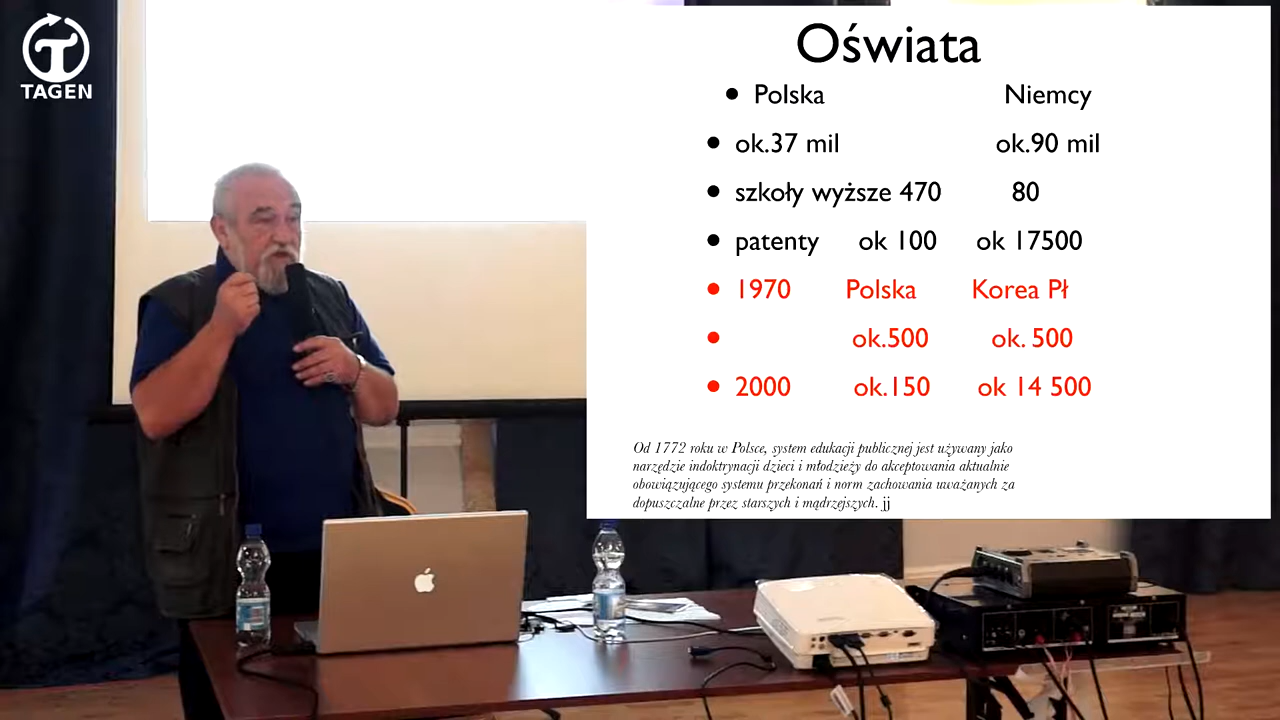 TAGEN
Oświata
• Polska Niemcy
• ok.37 mil ok.90 mil
• szkoły wyższe 470 80
• patenty ok 100 ok 17500
• 1970 Polska Korea Pł
• ok.500 ok. 500
• 2000 ok.150 ok 14 500
Od 1772 roku w Polsce, system edukacji publicznej jest używany jako
narzędzie indoktrynacji dzieci i młodzieży do akceptowania aktualnie
obowiązującego systemu przekonań i norm zachowania uważanych za
dopuszczalne przez starszych i mądrzejszych. jj